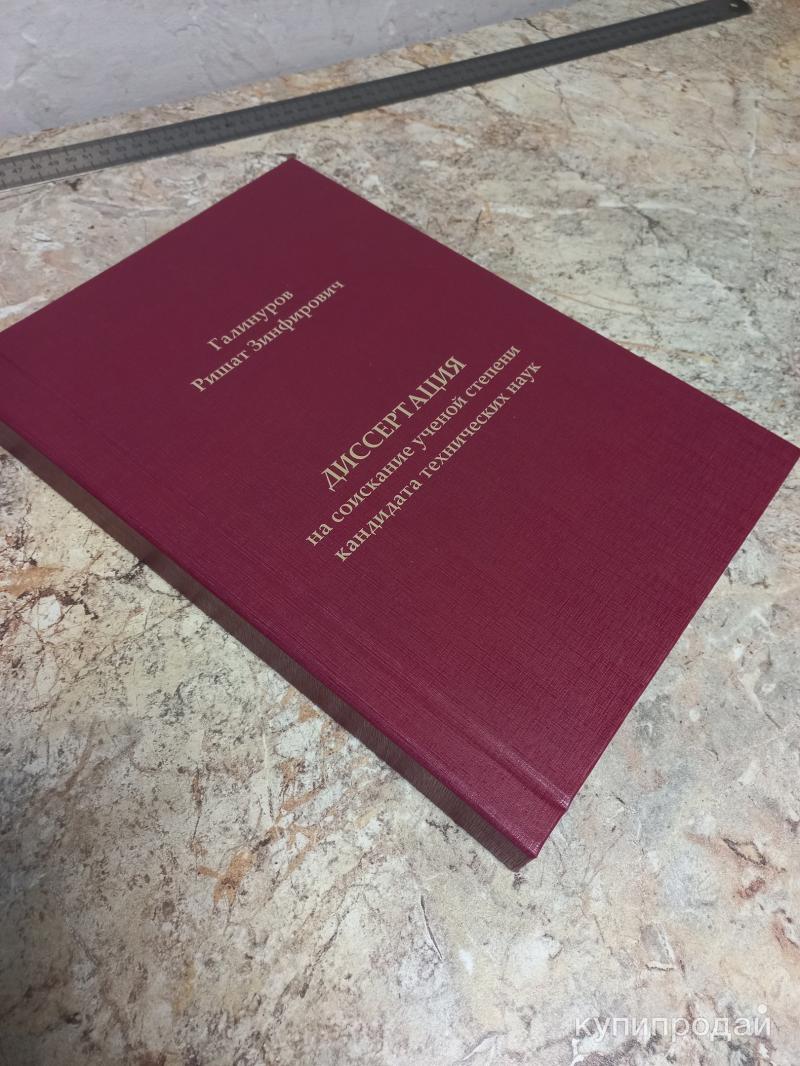 Галинуров
Ришат Зинфирович
ДИССЕРТАЦИЯ
на соискание ученой степени
кандидата технических наук
купипродай